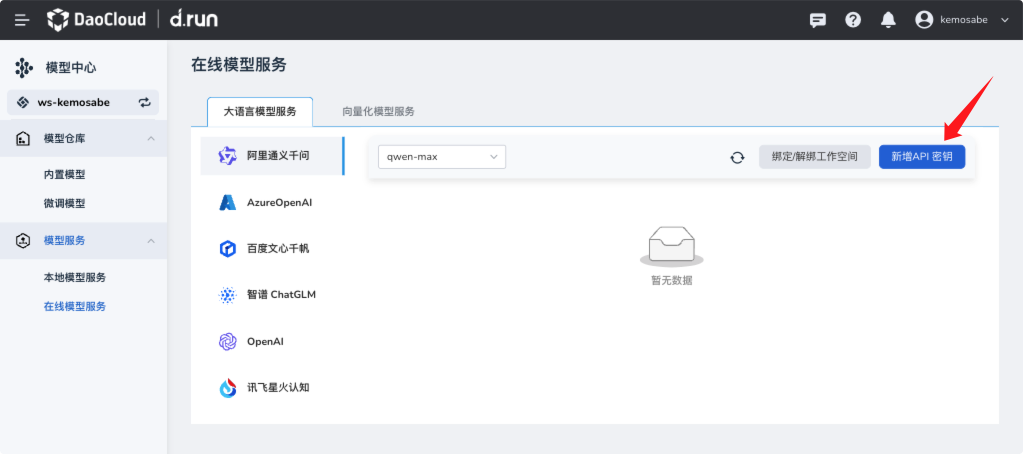 DaoCloud d.run
kemosabe
模型中心
ws-kemosabe
模型仓库
内置模型
微调模型
模型服务
本地模型服务
在线模型服务
在线模型服务
大语言模型服务 向量化模型服务
阿里通义千问
AzureOpenAI
百度文心千帆
智谱 ChatGLM
OpenAI
讯飞星火认知
qwen-max 绑定/解绑工作空间 新增API 密钥
暂无数据